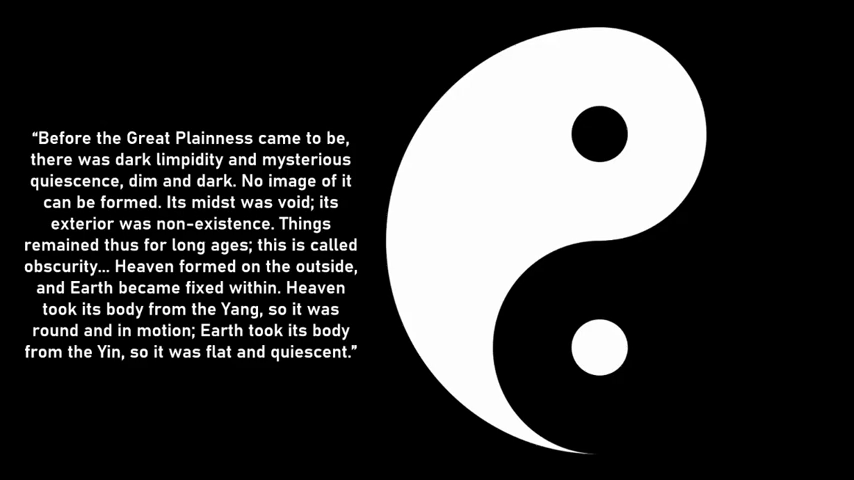 “Before the Great Plainness came to be,
there was dark limpidity and mysterious
quiescence, dim and dark. No image of it
can be formed. Its midst was void; its
exterior was non-existence. Things
remained thus for long ages; this is called
obscurity... Heaven formed on the outside,
and Earth became fixed within. Heaven
took its body from the Yang, so it was
round and in motion; Earth took its body
from the Yin, so it was flat and quiescent.”